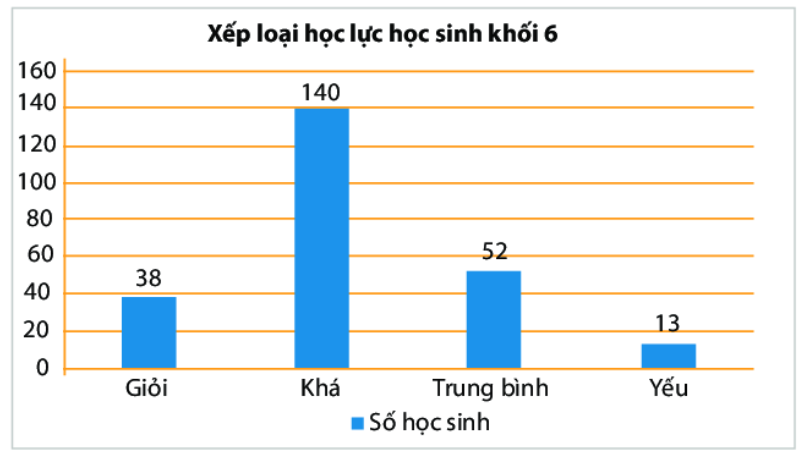 Xếp loại học lực học sinh khối 6
160
140
120
100
80
60
40
20
0
38
140
52
13
Giỏi
Khá
Trung bình
Yếu
Số học sinh